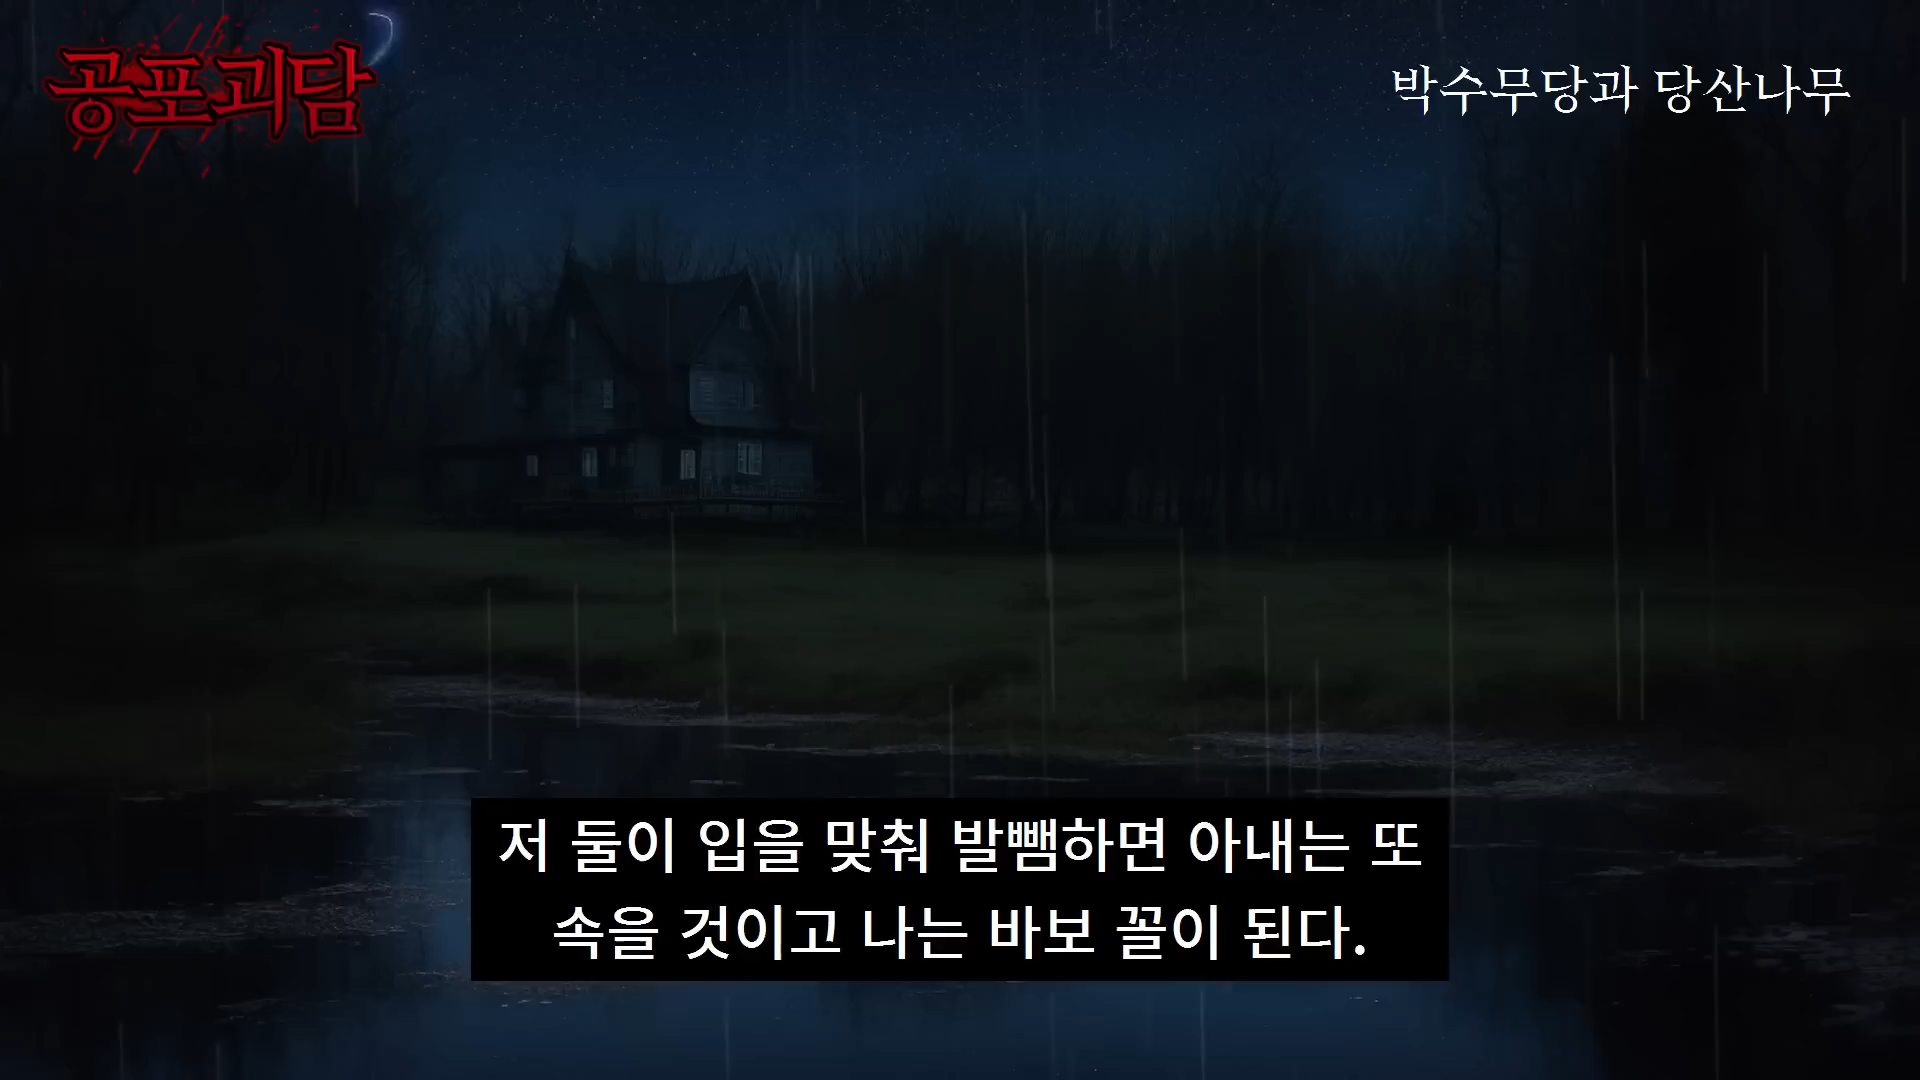 공포괴담
박수무당과 당산나무
저 둘이 입을 맞춰 발뺌하면 아내는 또
속을 것이고 나는 바보 꼴이 된다.